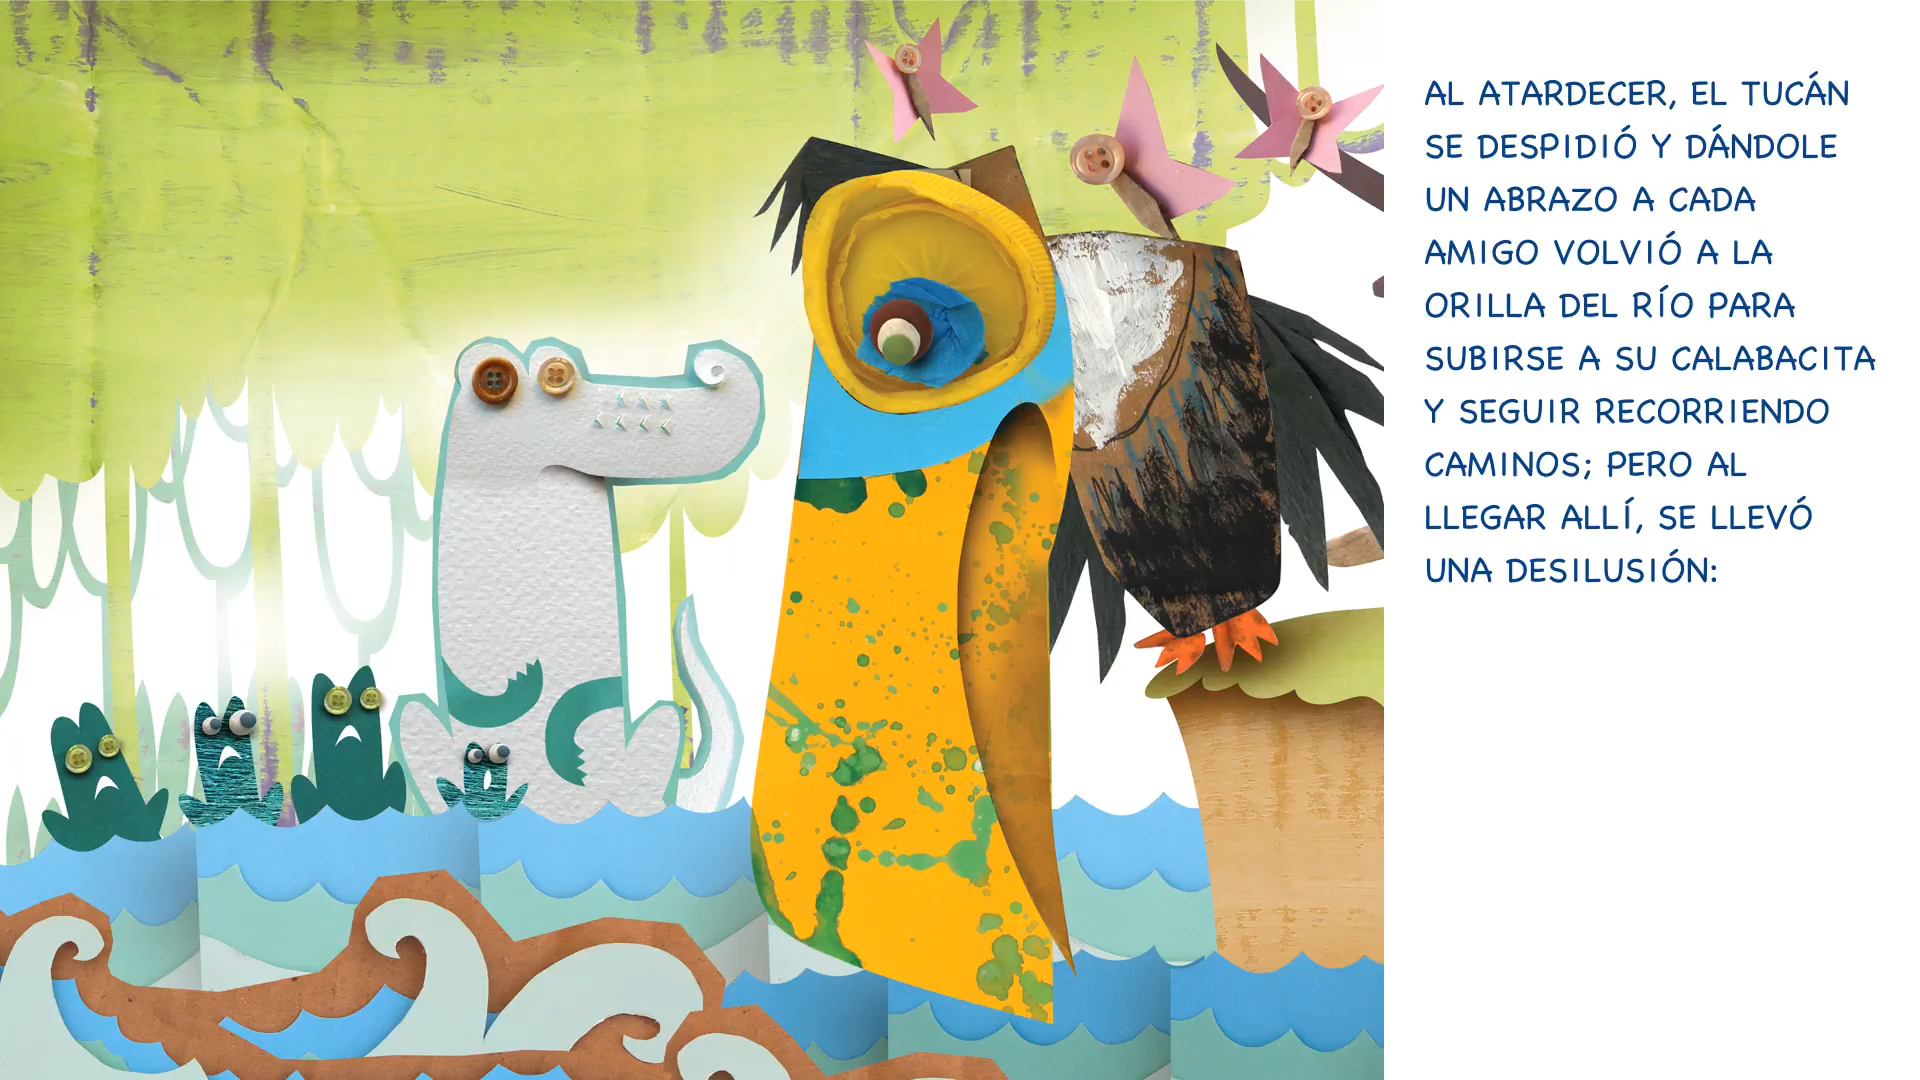 AL ATARDECER, EL TUCÁN
SE DESPIDIÓ Y DÁNDOLE
UN ABRAZO A CADA
AMIGO VOLVIÓ A LA
ORILLA DEL RÍO PARA
SUBIRSE A SU CALABACITA
Y SEGUIR RECORRIENDO
CAMINOS; PERO AL
LLEGAR ALLÍ, SE LLEVÓ
UNA DESILUSIÓN: